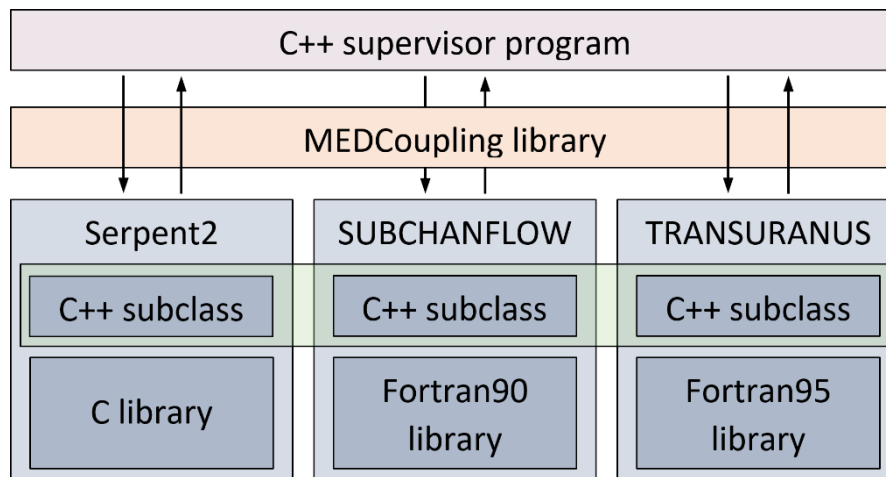 C++ supervisor program
MEDCoupling library
Serpent2
SUBCHANFLOW
TRANSURANUS
C++ subclass
C++ subclass
C++ subclass
C library
Fortran90
library
Fortran95
library